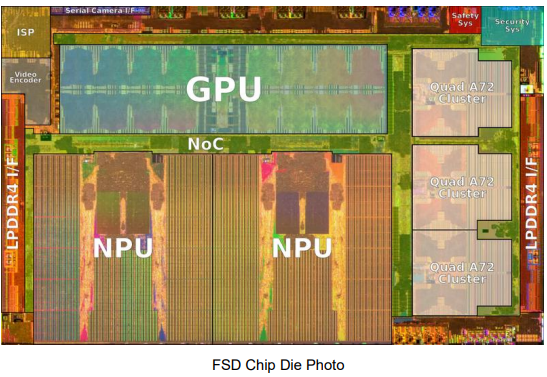 Serial Camera I/F
ISP
Safety
Sys
Security
Sys
Video
Encoder
GPU
Quad A72
Cluster
NoC
LPDDR4 I/F
Quad A72
Cluster
LPDDR4 I/F
NPU
NPU
Quad A72
Cluster
FSD Chip Die Photo